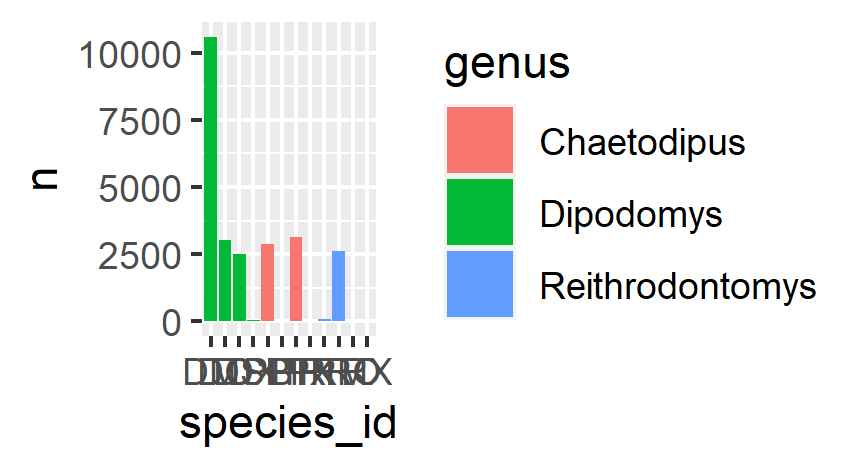 genus
10000
Chaetodipus
7500
n
5000
Dipodomys
2500
Reithrodontomys
0
species_id